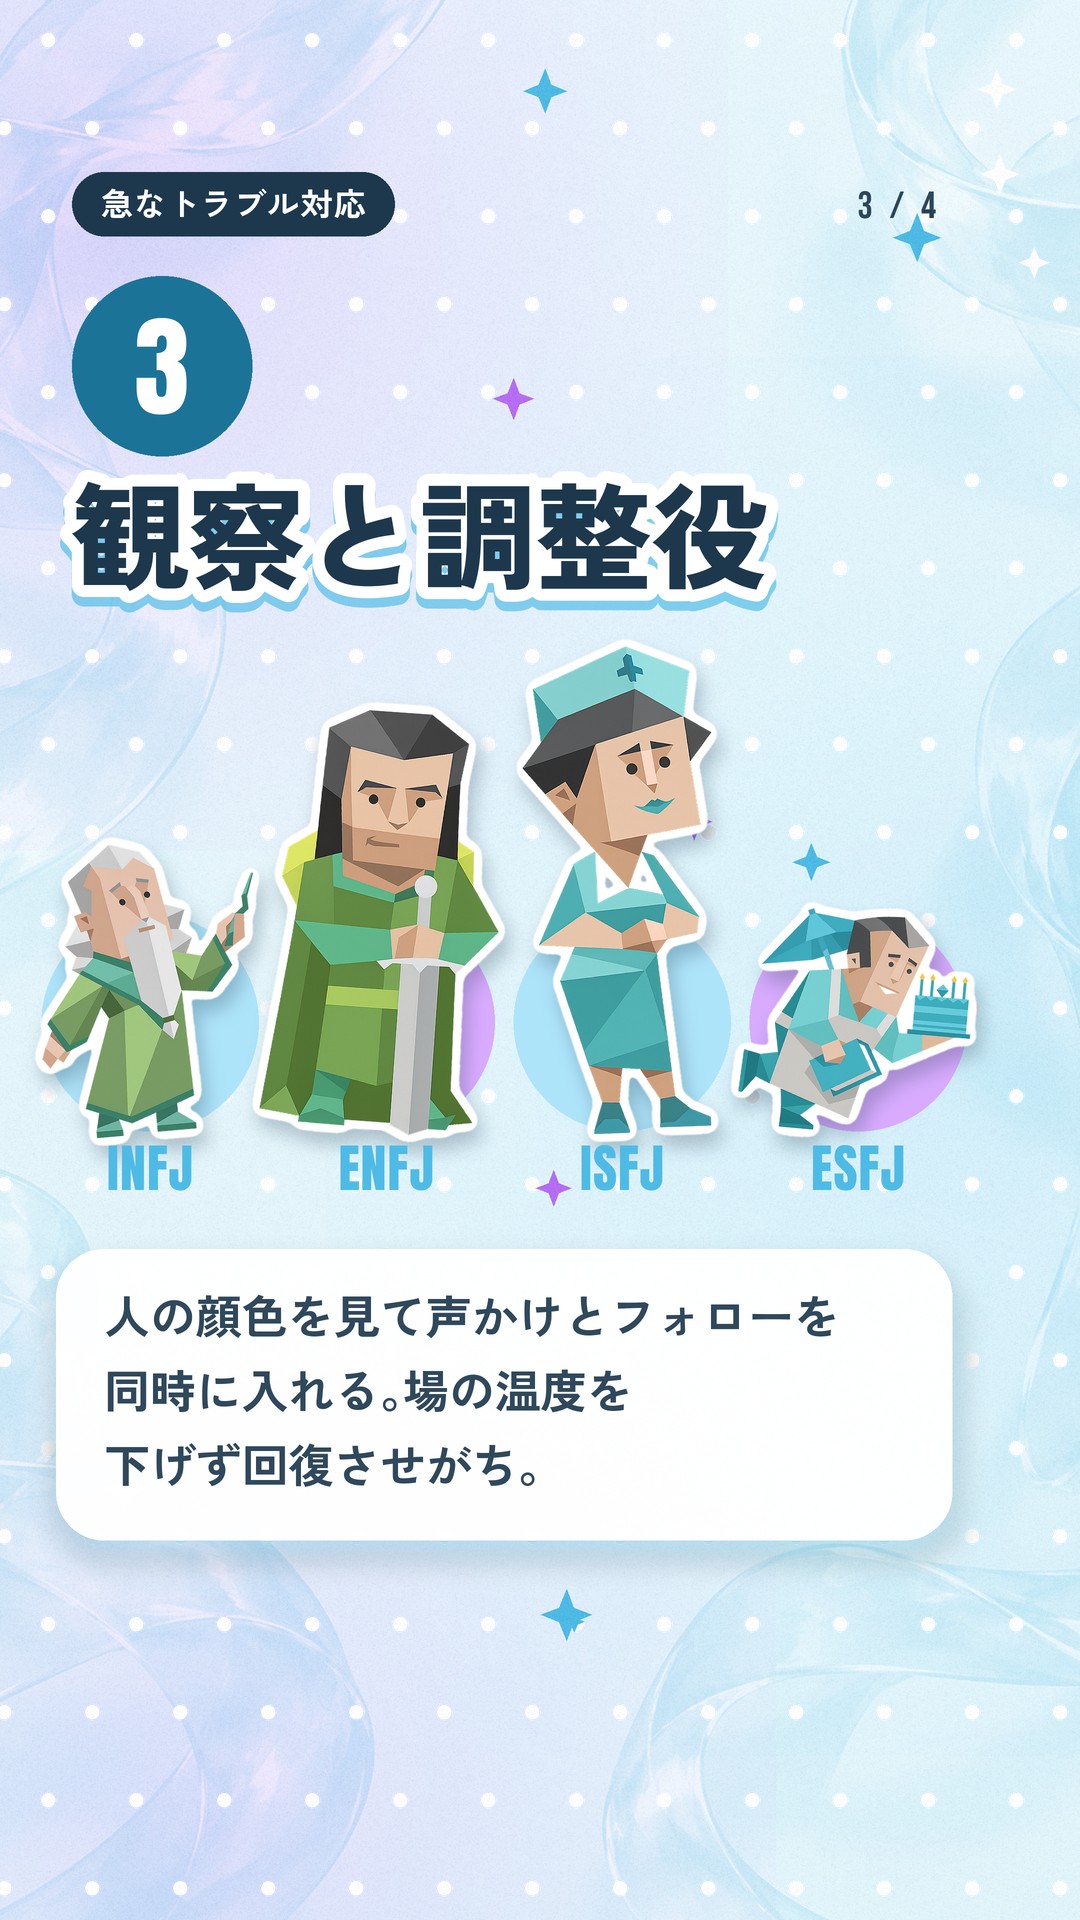 急なトラブル対応
3 / 4
3
観察と調整役
INFJ
ENFJ
ISFJ
ESFJ
人の顔色を見て声かけとフォローを
同時に入れる。場の温度を
下げず回復させがち。